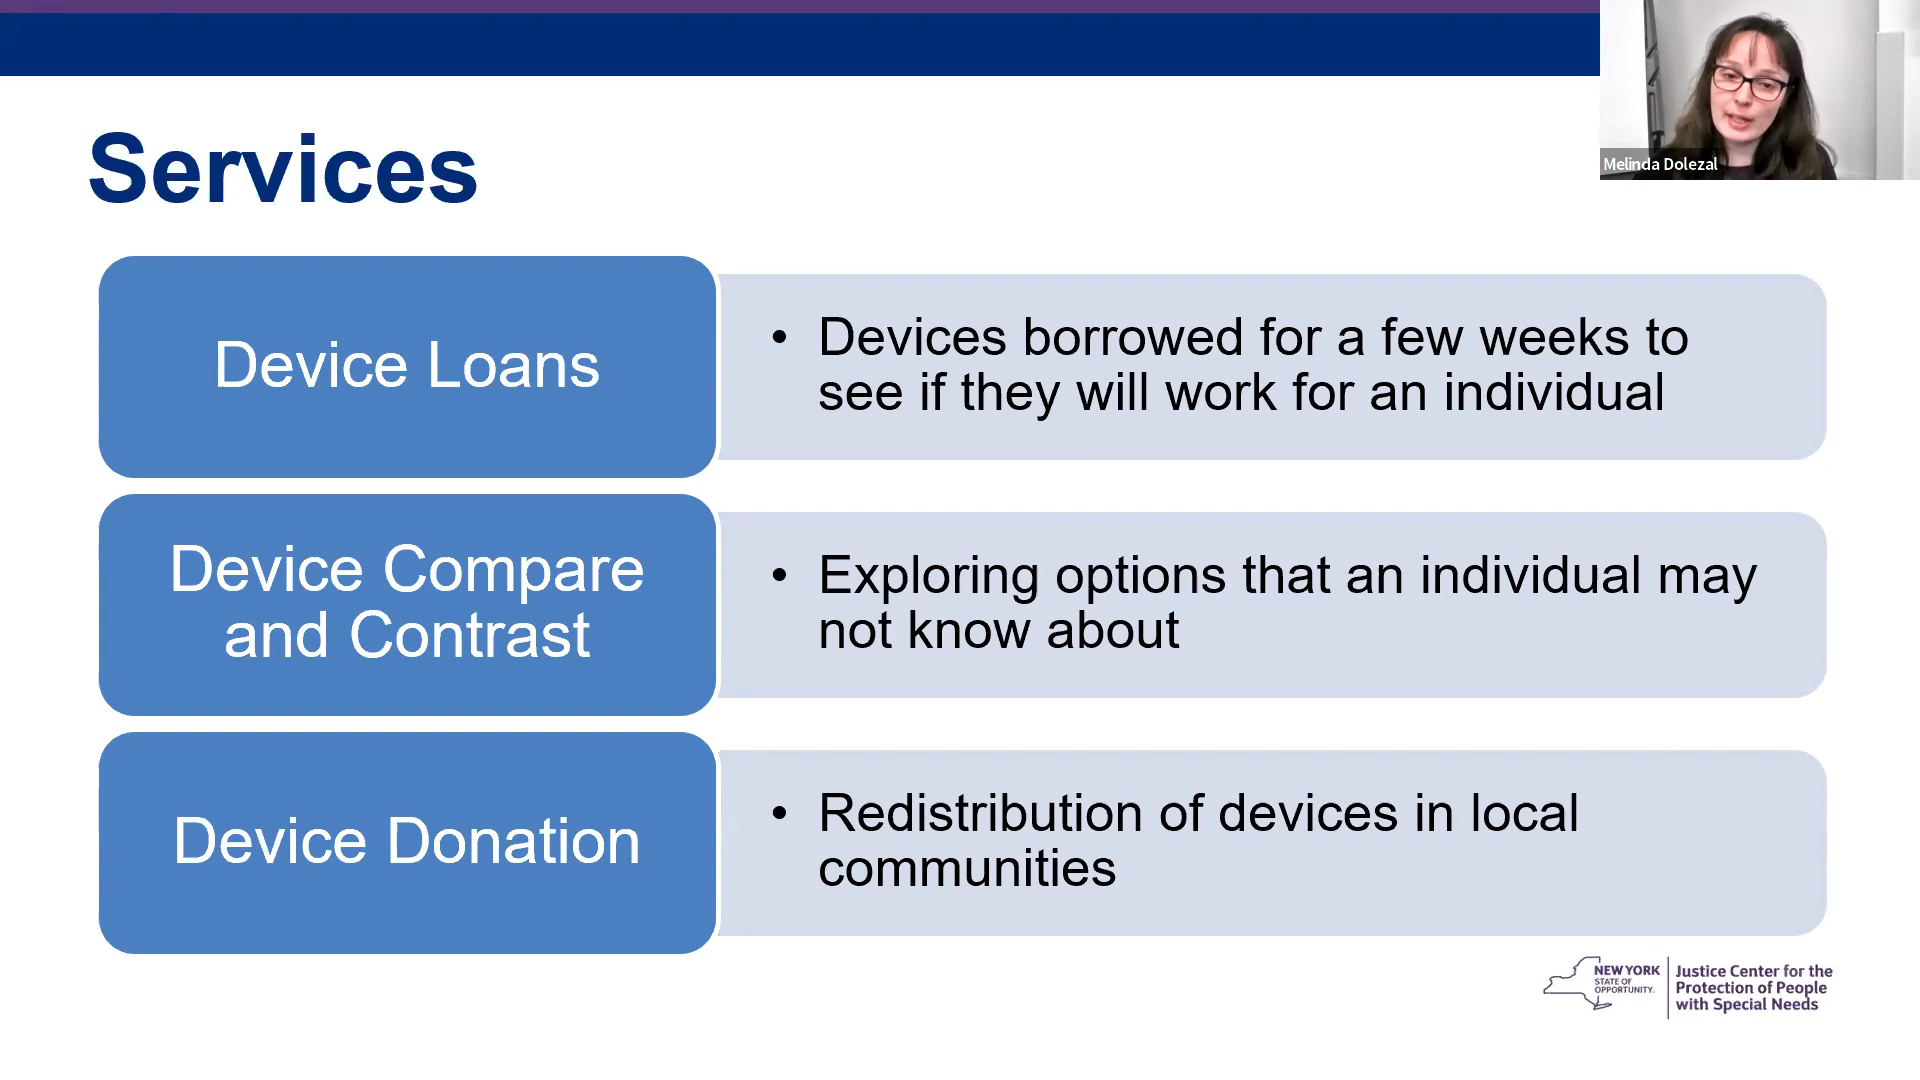 Services
Melinda Dolezal
Device Loans
• Devices borrowed for a few weeks to
see if they will work for an individual
Device Compare
and Contrast
• Exploring options that an individual may
not know about
Device Donation
• Redistribution of devices in local
communities
NEW YORK
STATE OF
OPPORTUNITY.
Justice Center for the
Protection of People
with Special Needs